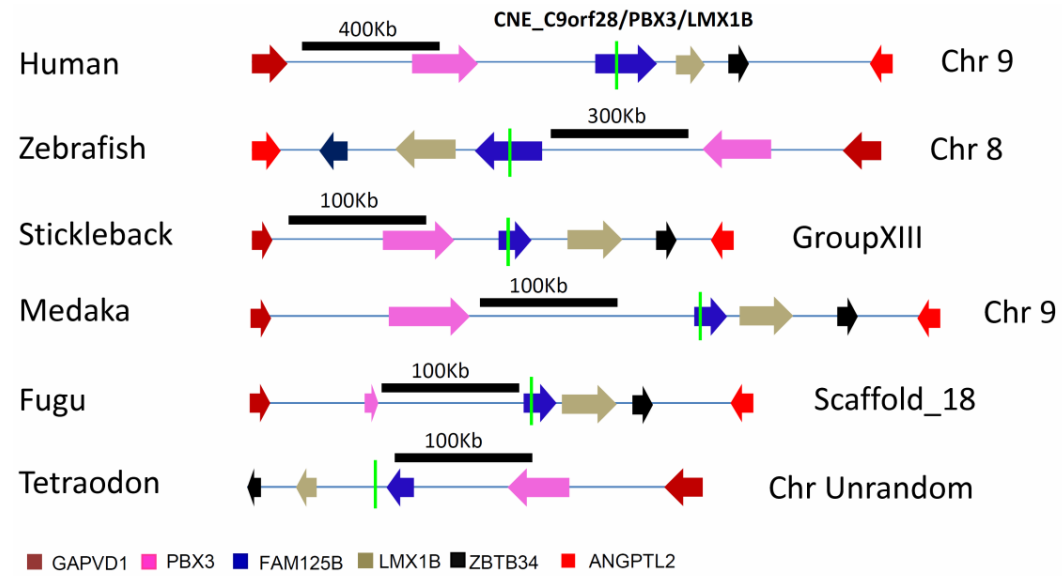 CNE_C9orf28/PBX3/LMX1B
400Kb
Human Chr 9
300Kb
Zebrafish Chr 8
100Kb
Stickleback GroupXIII
100Kb
Medaka Chr 9
100Kb
Fugu Scaffold_18
100Kb
Tetraodon Chr Unrandom
GAPVD1 PBX3 FAM125B LMX1B ZBTB34 ANGPTL2